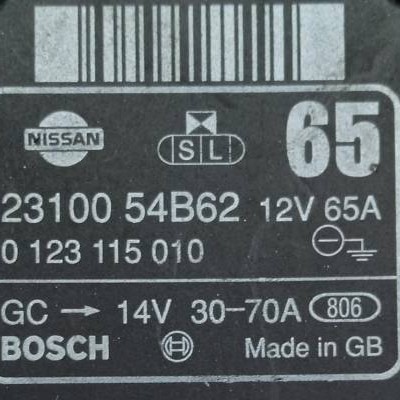 NISSAN S L 65
23100 54B62 12V 65A
0 123 115 010
GC → 14V 30-70A 806
BOSCH Made in GB